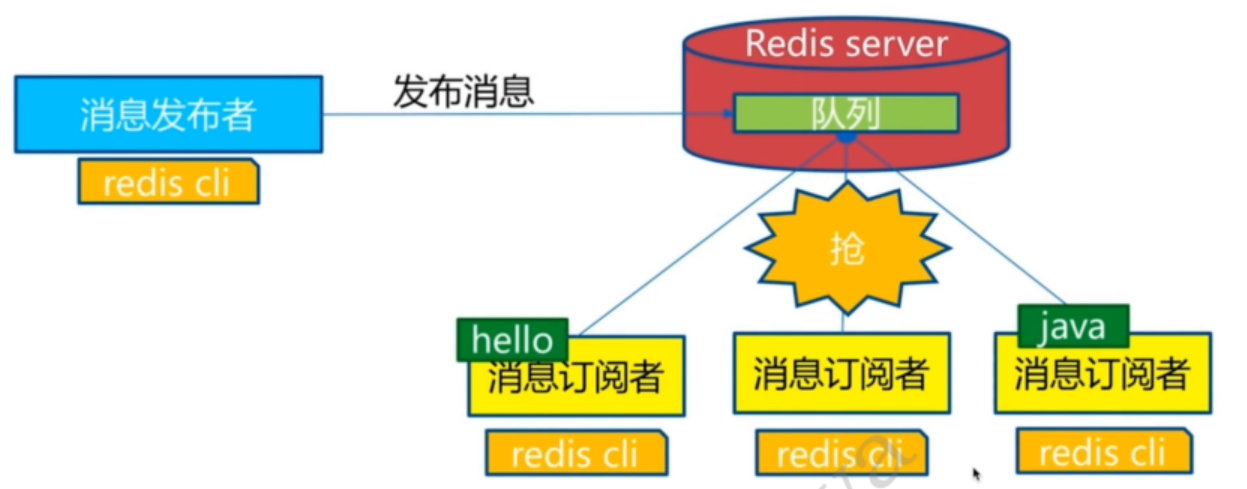 Redis server
发布消息
消息发布者
队列
redis cli
抢
hello
java
消息订阅者
消息订阅者
消息订阅者
redis cli
redis cli
redis cli